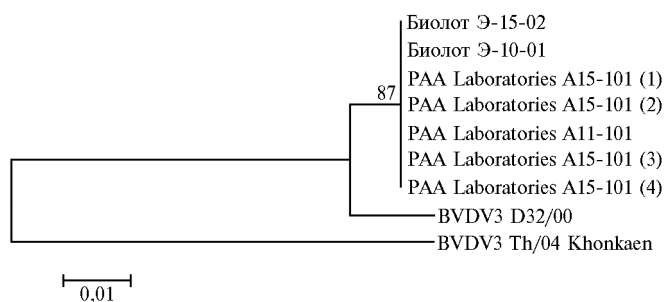 Биолот Э-15-02
Биолот Э-10-01
PAA Laboratories A15-101 (1)
87
PAA Laboratories A15-101 (2)
PAA Laboratories A11-101
PAA Laboratories A15-101 (3)
PAA Laboratories A15-101 (4)
BVDV3 D32/00
BVDV3 Th/04 Khonkaen
0,01